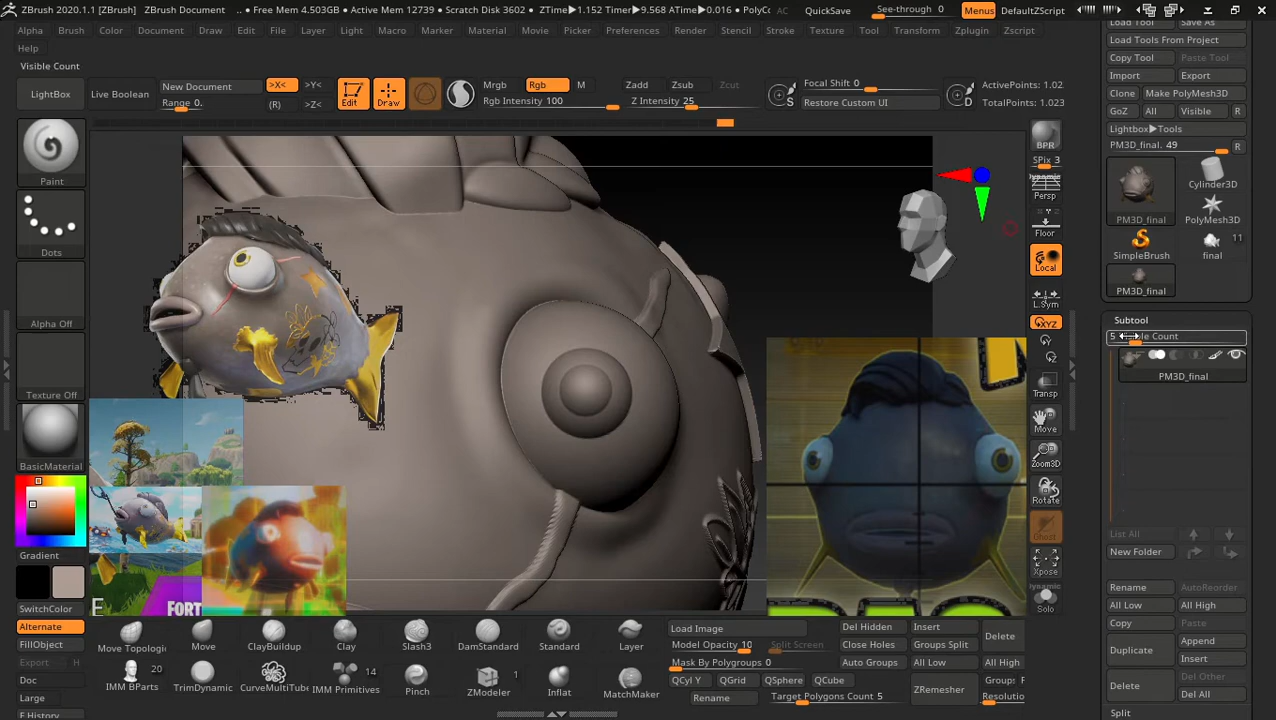 ZBrush 2020.1.1 [ZBrush] ZBrush Document .. ● Free Mem 4.503GB ● Active Mem 12739 ● Scratch Disk 3602 ● ZTime▶1.152 Timer▶9.568 ATime▶0.016 ● PolyCo AC QuickSave See-through 0 Menus DefaultZScript
Alpha Brush Color Document Draw Edit File Layer Light Macro Marker Material Movie Picker Preferences Render Stencil Stroke Texture Tool Transform Zplugin Zscript
Help
Visible Count
LightBox
Live Boolean
New Document
Range 0.
>X< >Y<
(R) >Z<
Edit
Draw
Mrgb Rgb M
Rgb Intensity 100
Zadd Zsub Zcut
Z Intensity 25
S
Focal Shift 0
Restore Custom UI
D
ActivePoints: 1.02
TotalPoints: 1.023
Paint
Dots
Alpha Off
Texture Off
BasicMaterial
Gradient
SwitchColor
Alternate
FillObject
Export H
Doc
Large
E
FORT
BPR
SPix 3
Dynamic
Persp
Floor
Local
L.Sym
XYZ
Transp
Move
Zoom3D
Rotate
Ghost
Xpose
Dynamic
Solo
Load Tool Save As
Load Tools From Project
Copy Tool Paste Tool
Import Export
Clone Make PolyMesh3D
GoZ All Visible R
Lightbox▶Tools
PM3D_final. 49 R
PM3D_final
Cylinder3D
PolyMesh3D
SimpleBrush
11
final
PM3D_final
Subtool
5 le Count
PM3D_final
List All
New Folder
Rename AutoReorder
All Low All High
Copy Paste
Duplicate
Append
Insert
Delete
Del Other
Del All
Split
Move Topologic
Move
ClayBuildup
Clay
Slash3
DamStandard
Standard
Layer
20
IMM BParts
TrimDynamic
CurveMultiTube
14
IMM Primitives
Pinch
1
ZModeler
Inflat
MatchMaker
Load Image
Model Opacity 10 Split Screen
Mask By Polygroups 0
QCyl Y QGrid QSphere QCube
Rename
Target Polygons Count 5
Del Hidden Insert
Close Holes Groups Split
Auto Groups All Low All High
Delete
ZRemesher
Groups
Resolutio